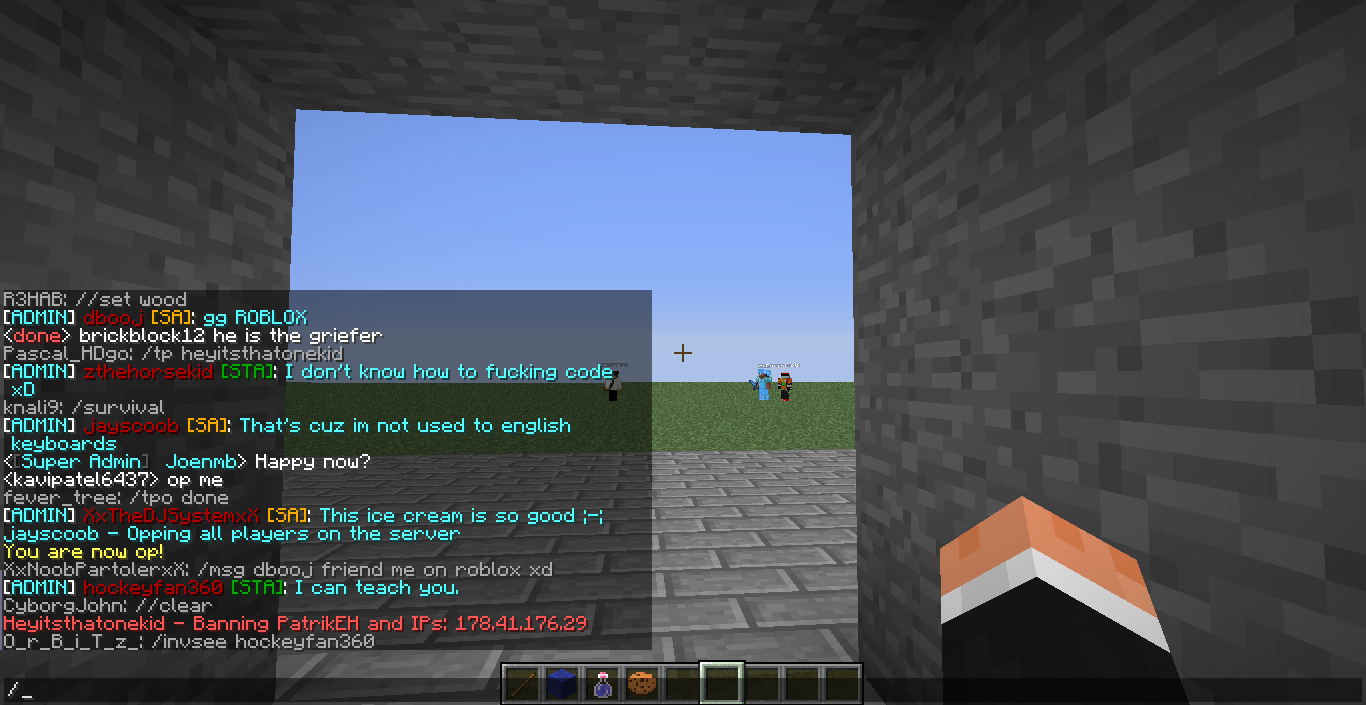 R3HAB: //set wood
[ADMIN] dbooj [SA]: gg ROBLOX
<done> brickblock12 he is the griefer
Pascal_HDgo: /tp heyitsthatonekid
[ADMIN] zthehorsekid [STA]: I don't know how to fucking code
xD
knali9: /survival
[ADMIN] jayscoob [SA]: That's cuz im not used to english
keyboards
<[Super Admin] Joenmb> Happy now?
<kavipatel6437> op me
fever_tree: /tpo done
[ADMIN] XxTheDJSystemxX [SA]: This ice cream is so good ;-;
jayscoob - Opping all players on the server
You are now op!
XxNoobPartolerxX: /msg dbooj friend me on roblox xd
[ADMIN] hockeyfan360 [STA]: I can teach you.
CyborgJohn: //clear
Heyitsthatonekid - Banning PatrikEH and IPs: 178.41.176.29
O_r_B_i_T_z_: /invsee hockeyfan360
/_